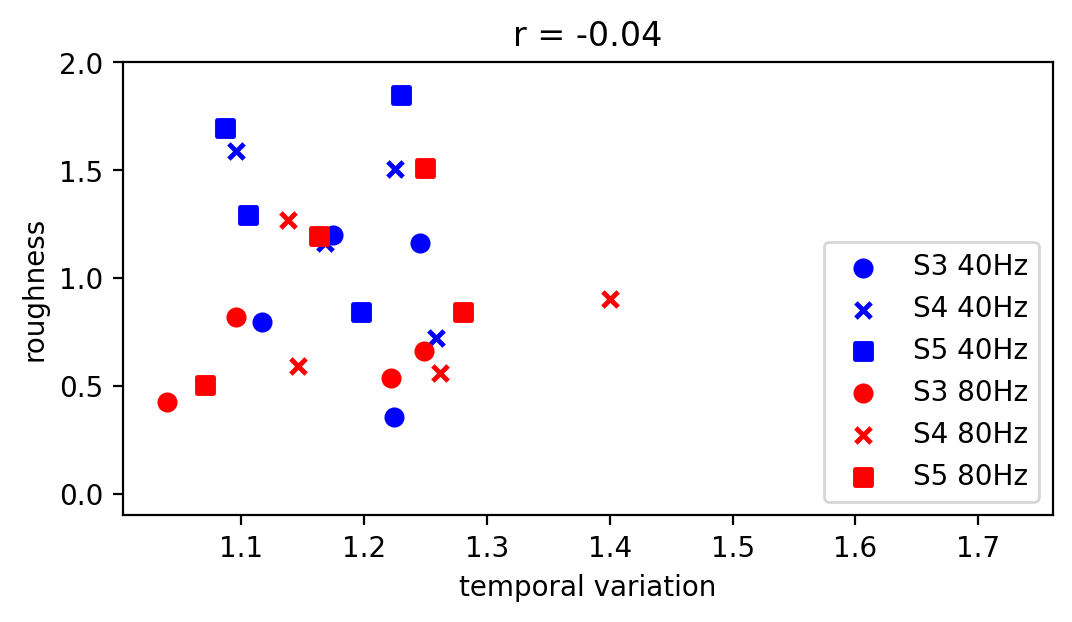 r = -0.04
roughness
2.0
1.5
1.0
0.5
0.0
1.1 1.2 1.3 1.4 1.5 1.6 1.7
temporal variation
S3 40Hz
S4 40Hz
S5 40Hz
S3 80Hz
S4 80Hz
S5 80Hz